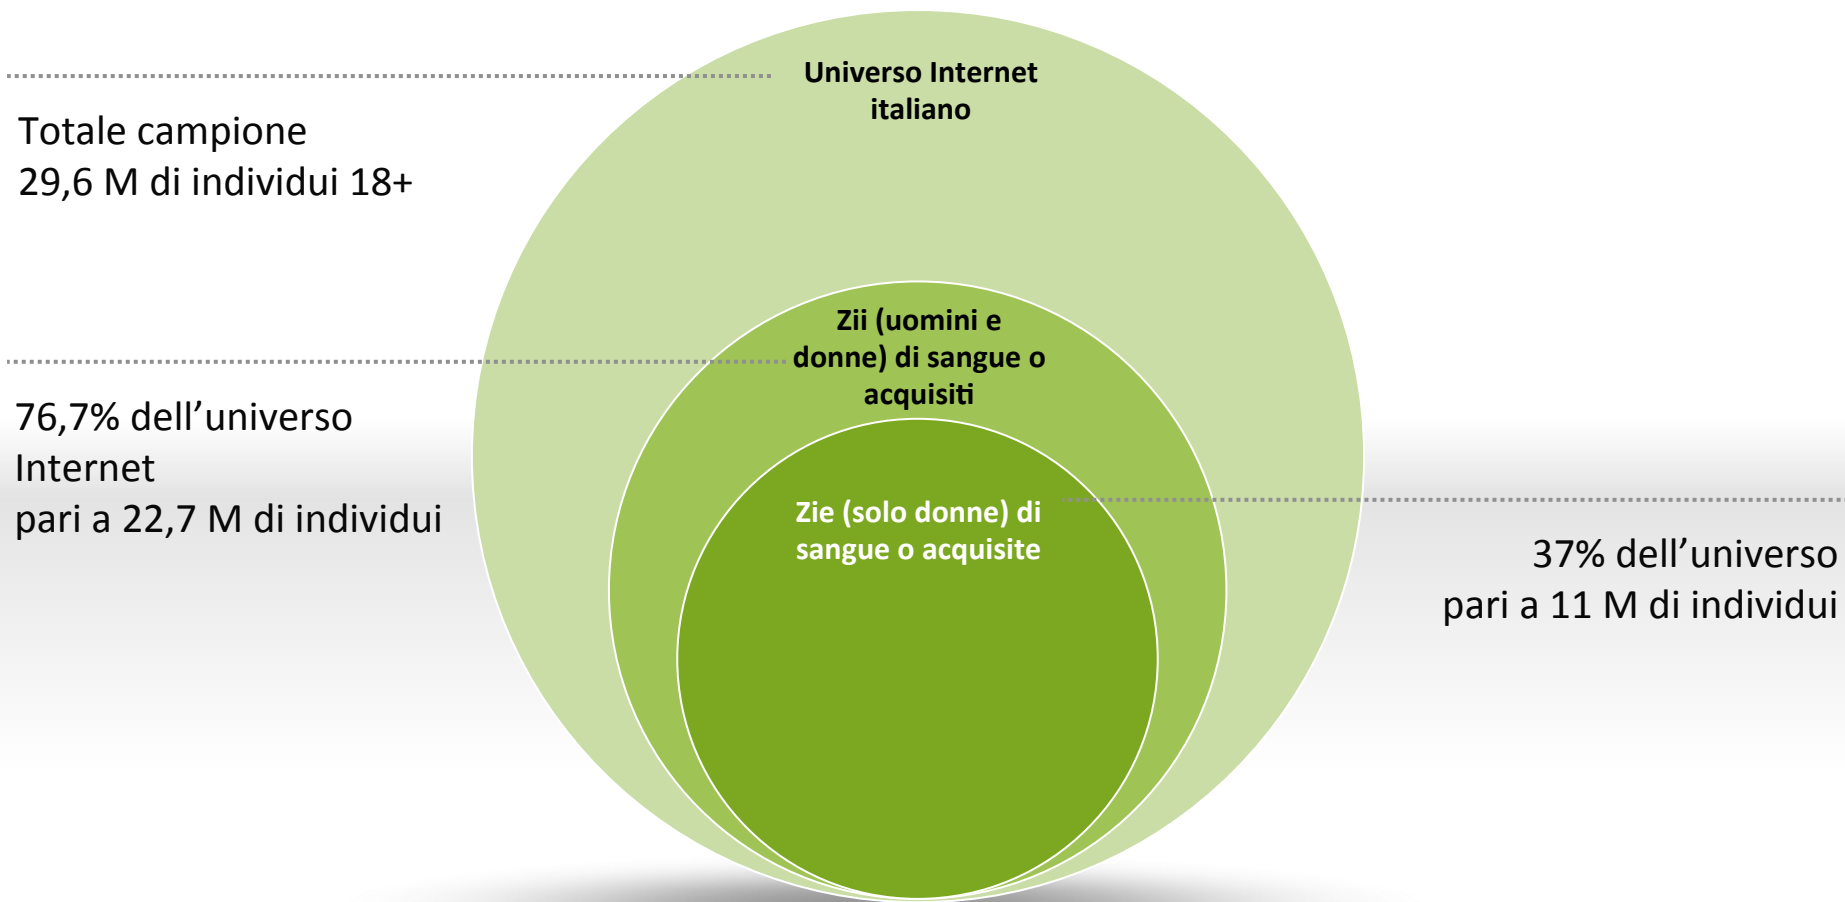 Universo Internet
italiano
Totale campione
29,6 M di individui 18+
Zii (uomini e
donne) di sangue o
acquisiti
76,7% dell’universo
Internet
pari a 22,7 M di individui
Zie (solo donne) di
sangue o acquisite
37% dell’universo
pari a 11 M di individui